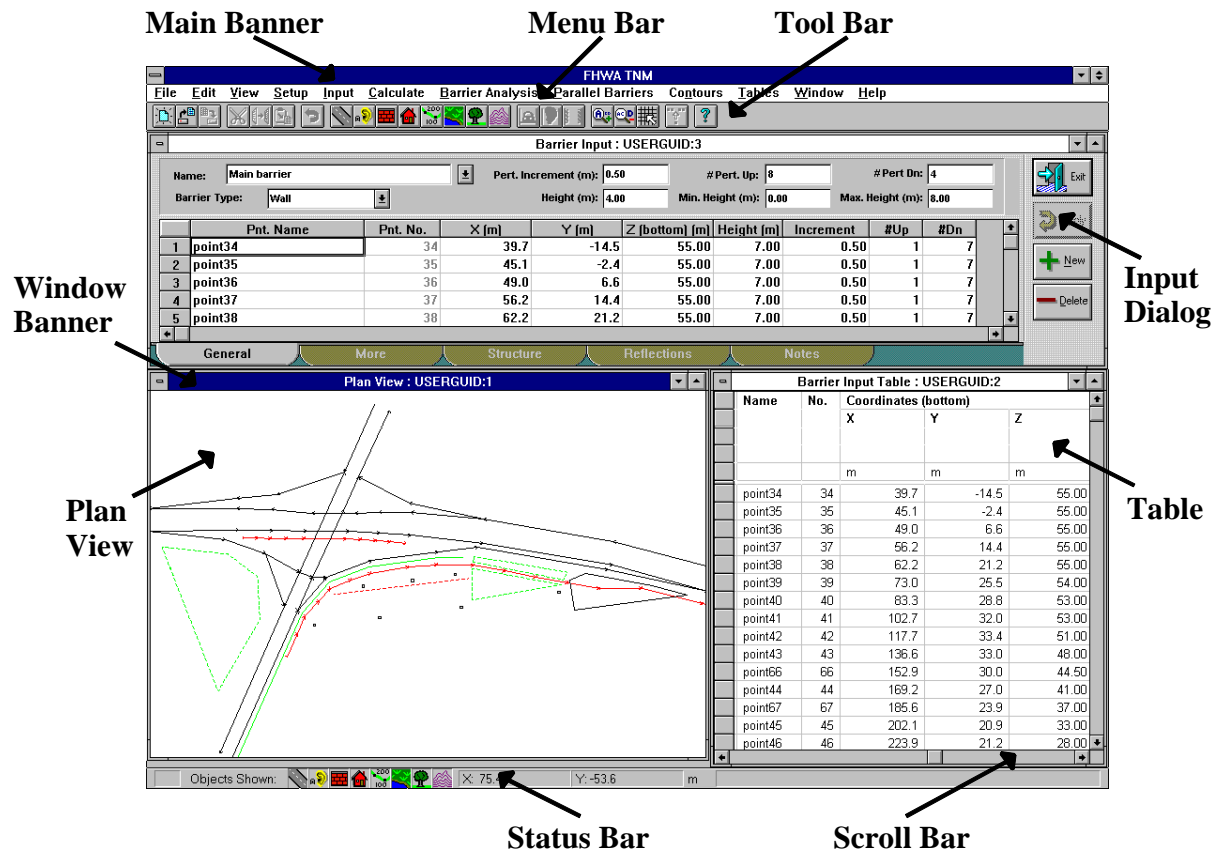 Main Banner Menu Bar Tool Bar
FHWA TNM
File Edit View Setup Input Calculate Barrier Analysis Parallel Barriers Contours Tables Window Help
Barrier Input : USERGUID:3
Name: Main barrier Pert. Increment (m): 0.50 #Pert. Up: 8 #Pert Dn: 4
Barrier Type: Wall Height (m): 4.00 Min. Height (m): 0.00 Max. Height (m): 8.00
Exit
New
Delete
Pnt. Name Pnt. No. X (m) Y (m) Z (bottom) (m) Height (m) Increment #Up #Dn
1 point34 34 39.7 -14.5 55.00 7.00 0.50 1 7
2 point35 35 45.1 -2.4 55.00 7.00 0.50 1 7
3 point36 36 49.0 6.6 55.00 7.00 0.50 1 7
4 point37 37 56.2 14.4 55.00 7.00 0.50 1 7
5 point38 38 62.2 21.2 55.00 7.00 0.50 1 7
General More Structure Reflections Notes
Input
Dialog
Window
Banner
Plan View : USERGUID:1
Plan
View
Barrier Input Table : USERGUID:2
Name No. Coordinates (bottom)
X Y Z
m m m
point34 34 39.7 -14.5 55.00
point35 35 45.1 -2.4 55.00
point36 36 49.0 6.6 55.00
point37 37 56.2 14.4 55.00
point38 38 62.2 21.2 55.00
point39 39 73.0 25.5 54.00
point40 40 83.3 28.8 53.00
point41 41 102.7 32.0 53.00
point42 42 117.7 33.4 51.00
point43 43 136.6 33.0 48.00
point66 66 152.9 30.0 44.50
point44 44 169.2 27.0 41.00
point67 67 185.6 23.9 37.00
point45 45 202.1 20.9 33.00
point46 46 223.9 21.2 28.00
Table
Objects Shown: X: 75. Y: -53.6 m
Status Bar Scroll Bar